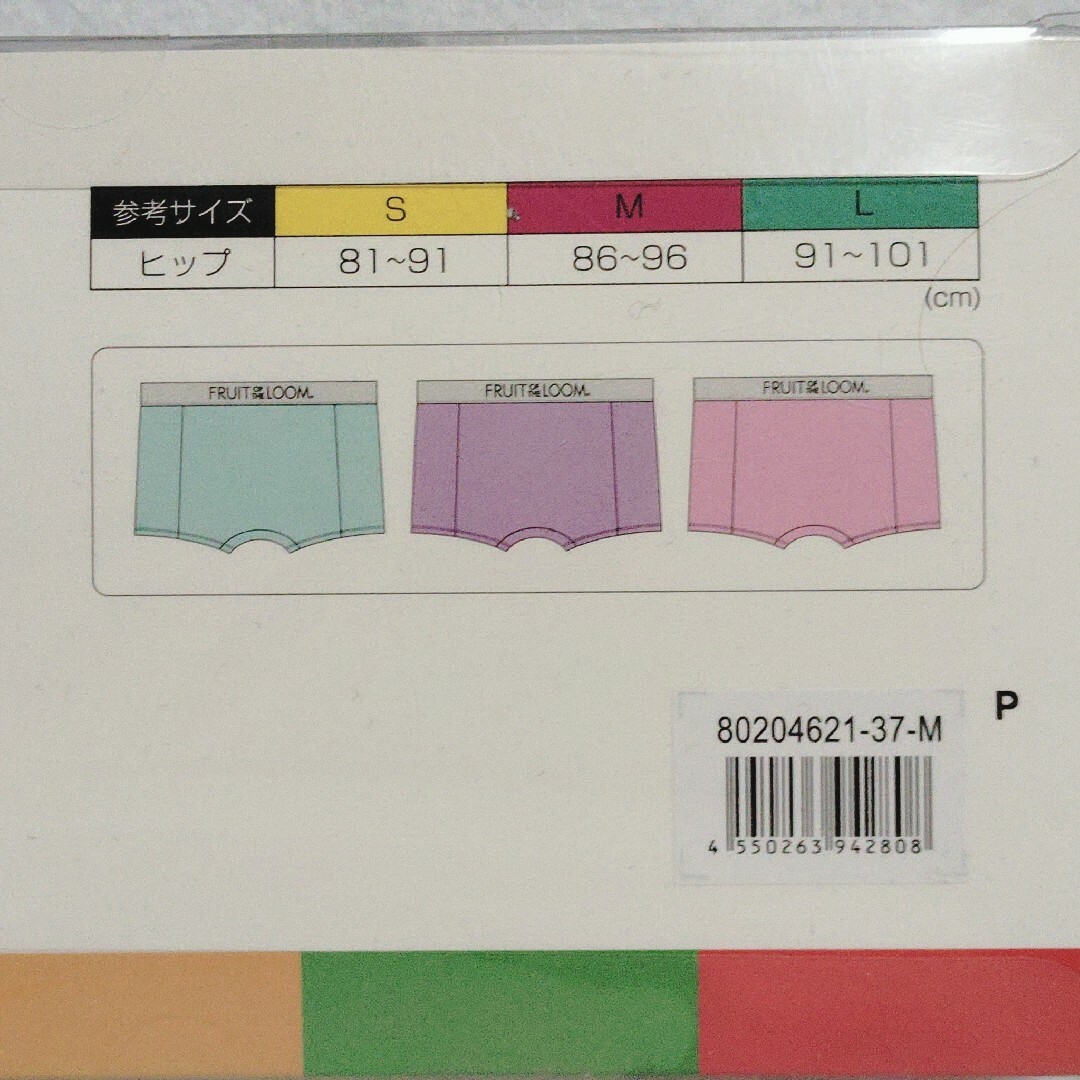 参考サイズ S M L
ヒップ 81~91 86~96 91~101
(cm)
FRUIT OF THE LOOM. FRUIT OF THE LOOM. FRUIT OF THE LOOM.
P
80204621-37-M
4 550263 942808